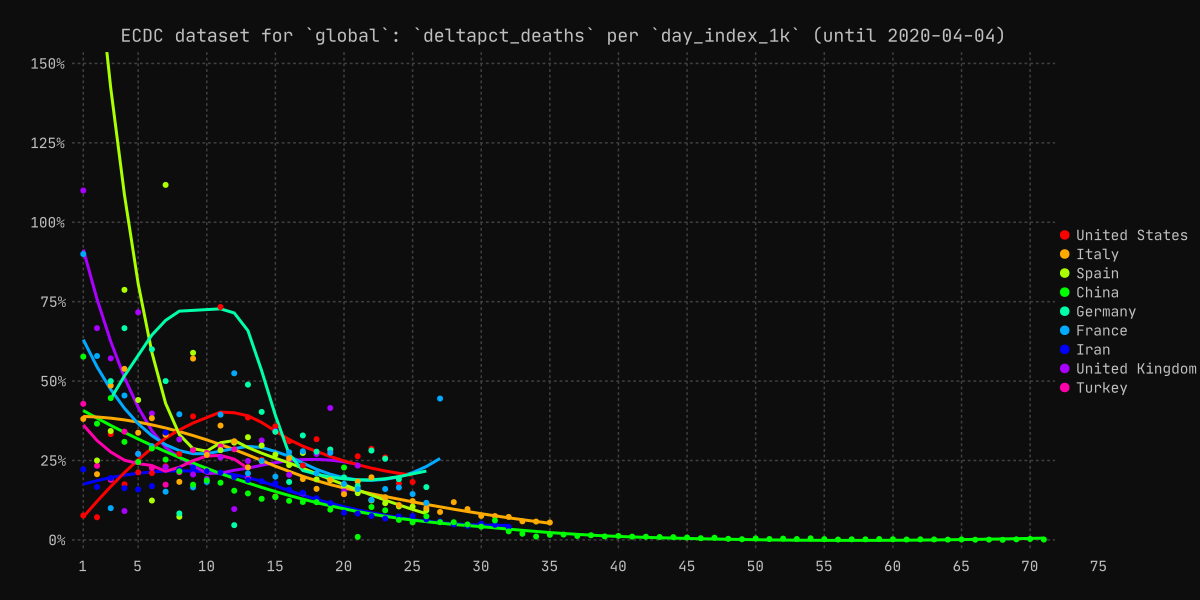 ECDC dataset for `global`: `deltapct_deaths` per `day_index_1k` (until 2020-04-04)
150%
125%
100%
75%
50%
25%
0%
1 5 10 15 20 25 30 35 40 45 50 55 60 65 70 75
United States
Italy
Spain
China
Germany
France
Iran
United Kingdom
Turkey